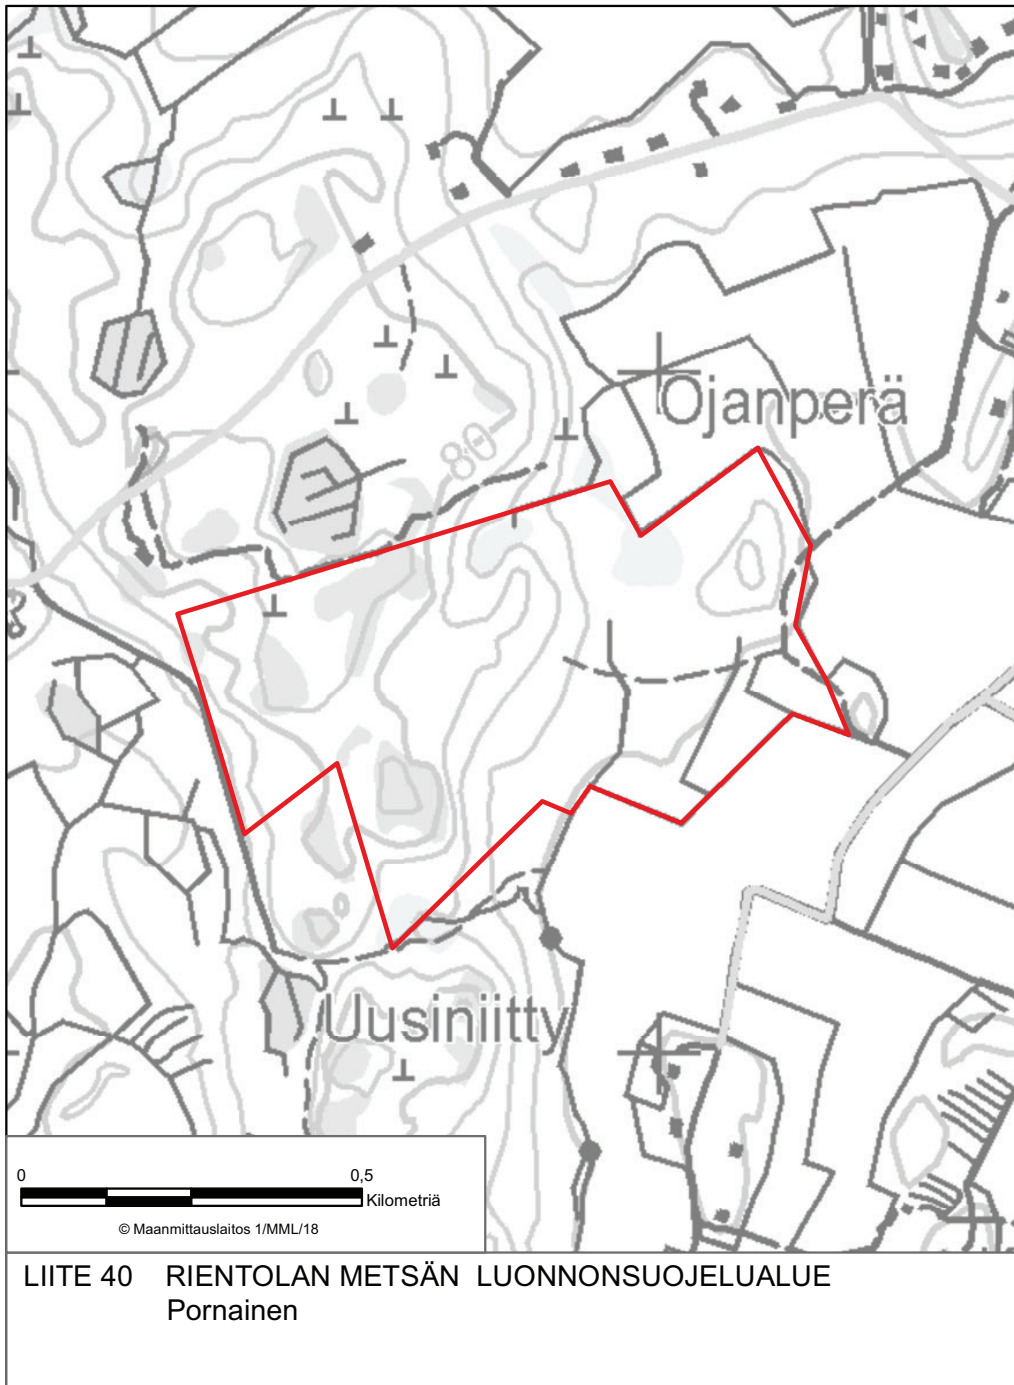 Ojanperä
80
Uusiniitty
0 0,5
Kilometriä
© Maanmittauslaitos 1/MML/18
LIITE 40 RIENTOLAN METSÄN LUONNONSUOJELUALUE
Pornainen